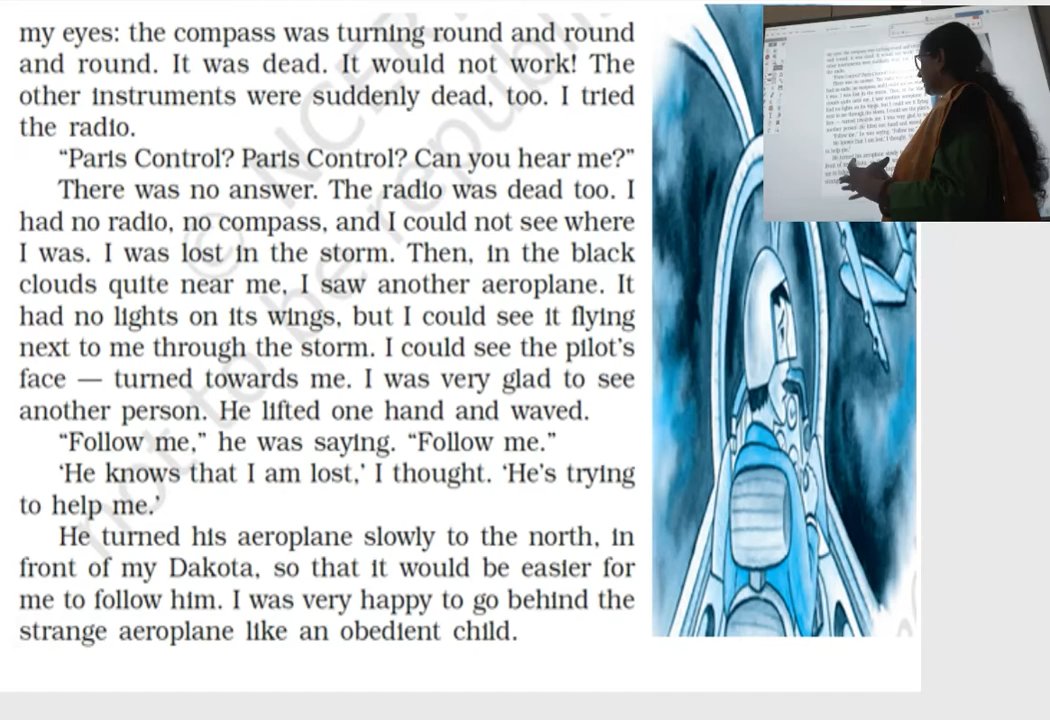 my eyes: the compass was turning round and round
and round. It was dead. It would not work! The
other instruments were suddenly dead, too. I tried
the radio.
“Paris Control? Paris Control? Can you hear me?”
There was no answer. The radio was dead too. I
had no radio, no compass, and I could not see where
I was. I was lost in the storm. Then, in the black
clouds quite near me, I saw another aeroplane. It
had no lights on its wings, but I could see it flying
next to me through the storm. I could see the pilot’s
face — turned towards me. I was very glad to see
another person. He lifted one hand and waved.
“Follow me,” he was saying. “Follow me.”
‘He knows that I am lost,’ I thought. ‘He’s trying
to help me.’
He turned his aeroplane slowly to the north, in
front of my Dakota, so that it would be easier for
me to follow him. I was very happy to go behind the
strange aeroplane like an obedient child.
© NCER
not to be republi